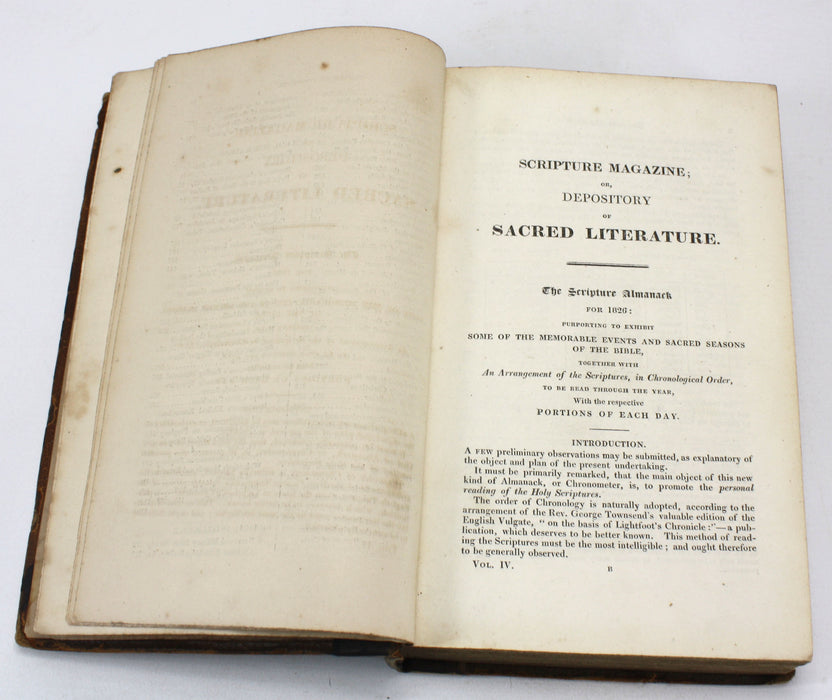 SCRIPTURE MAGAZINE;
OR,
DEPOSITORY
OF
SACRED LITERATURE.
The Scripture Almanack
FOR 1826:
PURPORTING TO EXHIBIT
SOME OF THE MEMORABLE EVENTS AND SACRED SEASONS
OF THE BIBLE,
TOGETHER WITH
An Arrangement of the Scriptures, in Chronological Order,
TO BE READ THROUGH THE YEAR,
With the respective
PORTIONS OF EACH DAY.
INTRODUCTION.
A FEW preliminary observations may be submitted, as explanatory of
the object and plan of the present undertaking.
It must be primarily remarked, that the main object of this new
kind of Almanack, or Chronometer, is, to promote the personal
reading of the Holy Scriptures.
The order of Chronology is naturally adopted, according to the
arrangement of the Rev. George Townsend's valuable edition of the
English Vulgate, "on the basis of Lightfoot's Chronicle:"—a pub-
lication, which deserves to be better known. This method of read-
ing the Scriptures must be the most intelligible; and ought therefore
to be generally observed.
VOL. IV. B